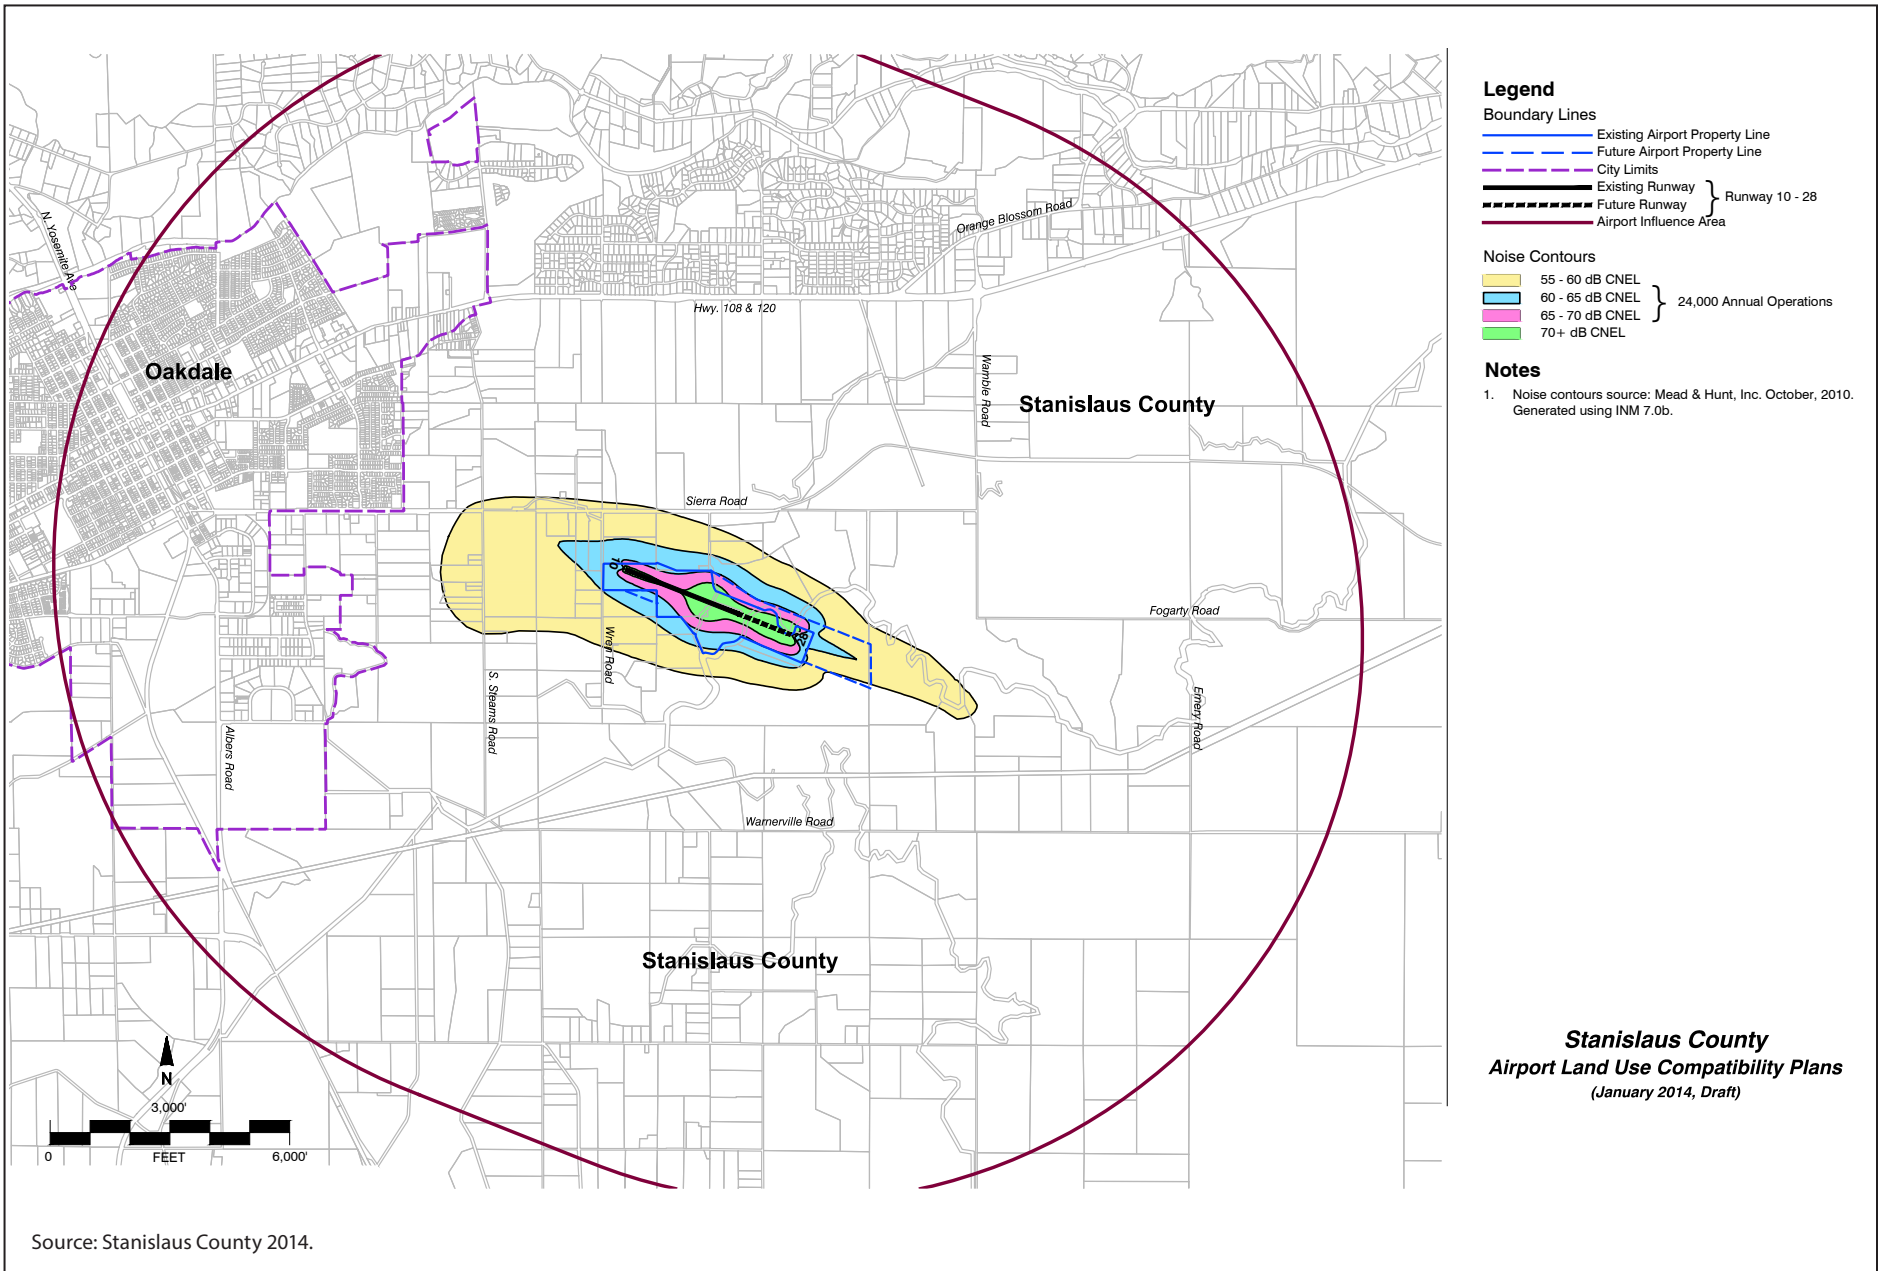 Legend
Boundary Lines
Existing Airport Property Line
Future Airport Property Line
City Limits
Existing Runway
Future Runway
Runway 10 - 28
Airport Influence Area
Noise Contours
55 - 60 dB CNEL
60 - 65 dB CNEL
65 - 70 dB CNEL
70+ dB CNEL
24,000 Annual Operations
Notes
1. Noise contours source: Mead & Hunt, Inc. October, 2010.
Generated using INM 7.0b.
N. Yosemite Ave
Orange Blossom Road
Hwy. 108 & 120
Oakdale
Wamble Road
Stanislaus County
Sierra Road
10
28
Fogarty Road
Wren Road
S. Stearns Road
Emery Road
Albers Road
Warnerville Road
Stanislaus County
N
3,000'
0
FEET
6,000'
Stanislaus County
Airport Land Use Compatibility Plans
(January 2014, Draft)
Source: Stanislaus County 2014.